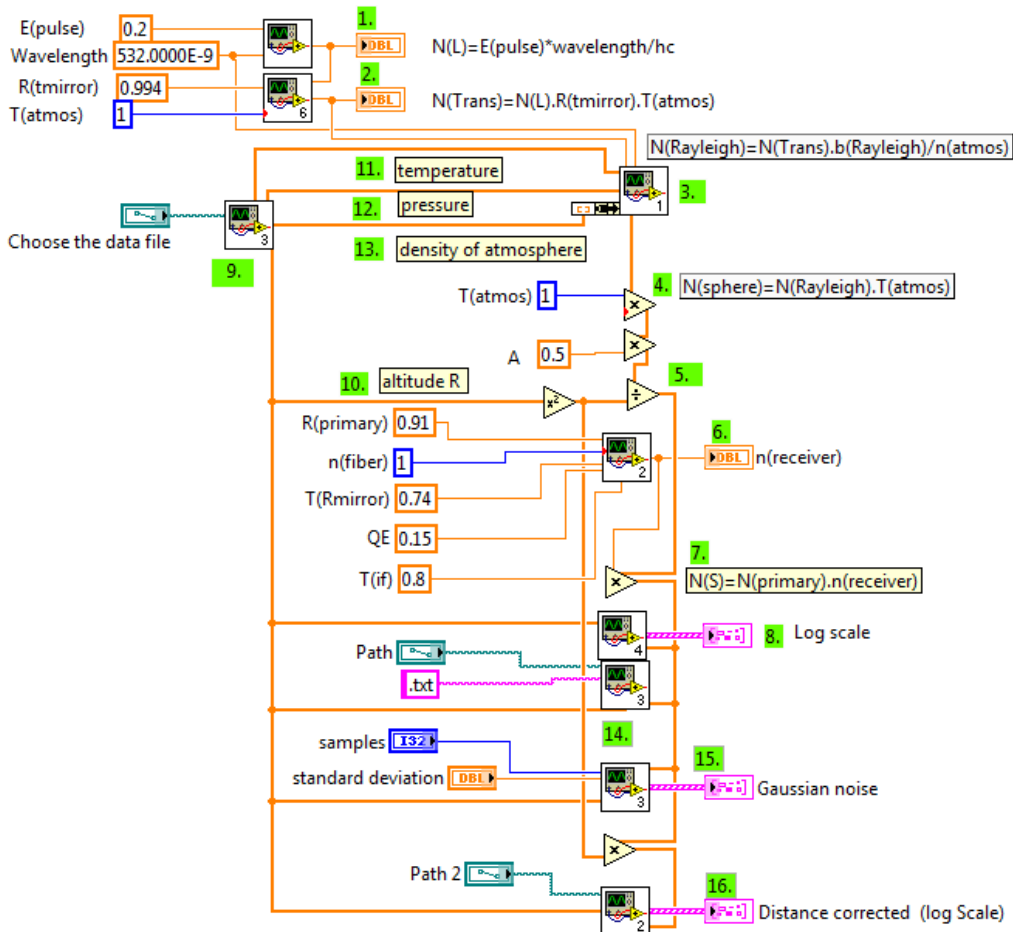 E(pulse) 0.2 1. DBL N(L)=E(pulse)*wavelength/hc
Wavelength 532.0000E-9
R(tmirror) 0.994 2. DBL N(Trans)=N(L).R(tmirror).T(atmos)
T(atmos) 1 6
N(Rayleigh)=N(Trans).b(Rayleigh)/n(atmos)
11. temperature 3.
12. pressure 1
Choose the data file 3
13. density of atmosphere
9.
T(atmos) 1 × 4. N(sphere)=N(Rayleigh).T(atmos)
A 0.5 ×
10. altitude R x² ÷ 5.
R(primary) 0.91 6.
n(fiber) 1 2 DBL n(receiver)
T(Rmirror) 0.74
QE 0.15
T(if) 0.8 7.
× N(S)=N(primary).n(receiver)
4 8. Log scale
Path
.txt 3
14.
samples I32 15.
standard deviation DBL 3 Gaussian noise
×
Path 2 16.
2 Distance corrected (log Scale)